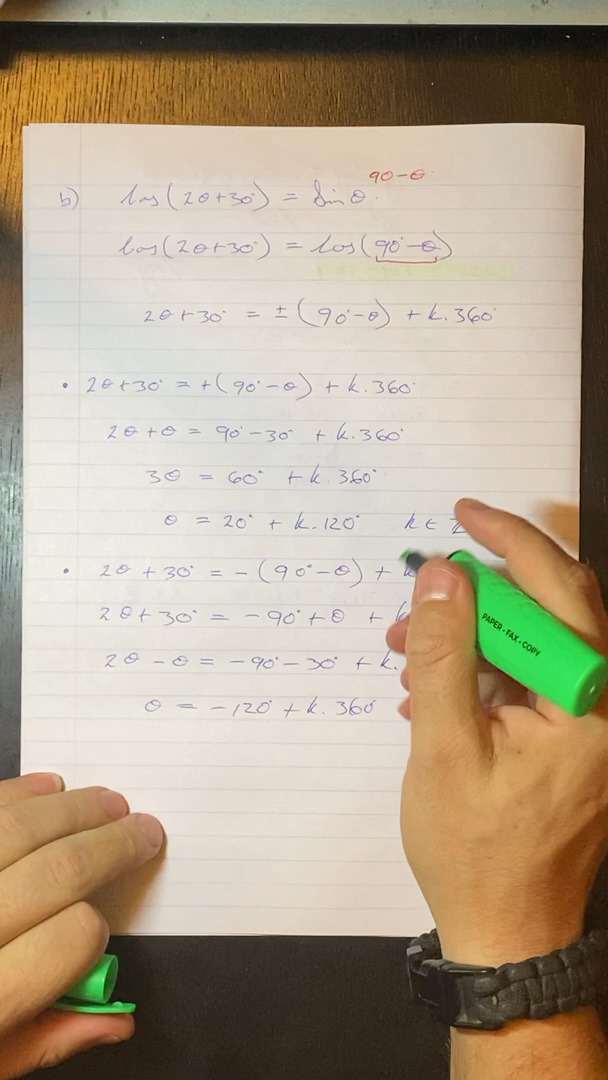 90-θ
b) cos(2θ+30°) = Sinθ
cos(2θ+30°) = cos(90°-θ)
2θ+30° = ±(90°-θ) + k.360°
• 2θ+30° = +(90°-θ) + k.360°
2θ+θ = 90°-30° + k.360°
3θ = 60° + k.360°
θ = 20° + k.120° k ∈ Z
• 2θ+30° = -(90°-θ) + k
2θ+30° = -90°+θ + k
2θ-θ = -90°-30° + k.
θ = -120° + k.360°
PAPER-FAX-COPY